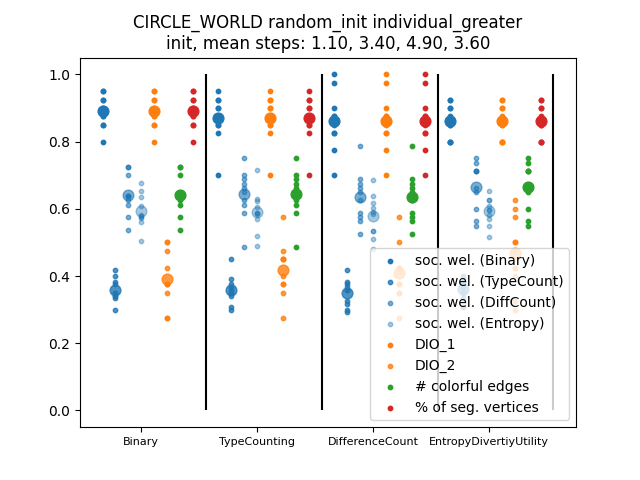 CIRCLE_WORLD random_init individual_greater
init, mean steps: 1.10, 3.40, 4.90, 3.60
1.0
0.8
0.6
0.4
0.2
0.0
soc. wel. (Binary)
soc. wel. (TypeCount)
soc. wel. (DiffCount)
soc. wel. (Entropy)
DIO_1
DIO_2
# colorful edges
% of seg. vertices
Binary
TypeCounting
DifferenceCount
EntropyDivertiyUtility